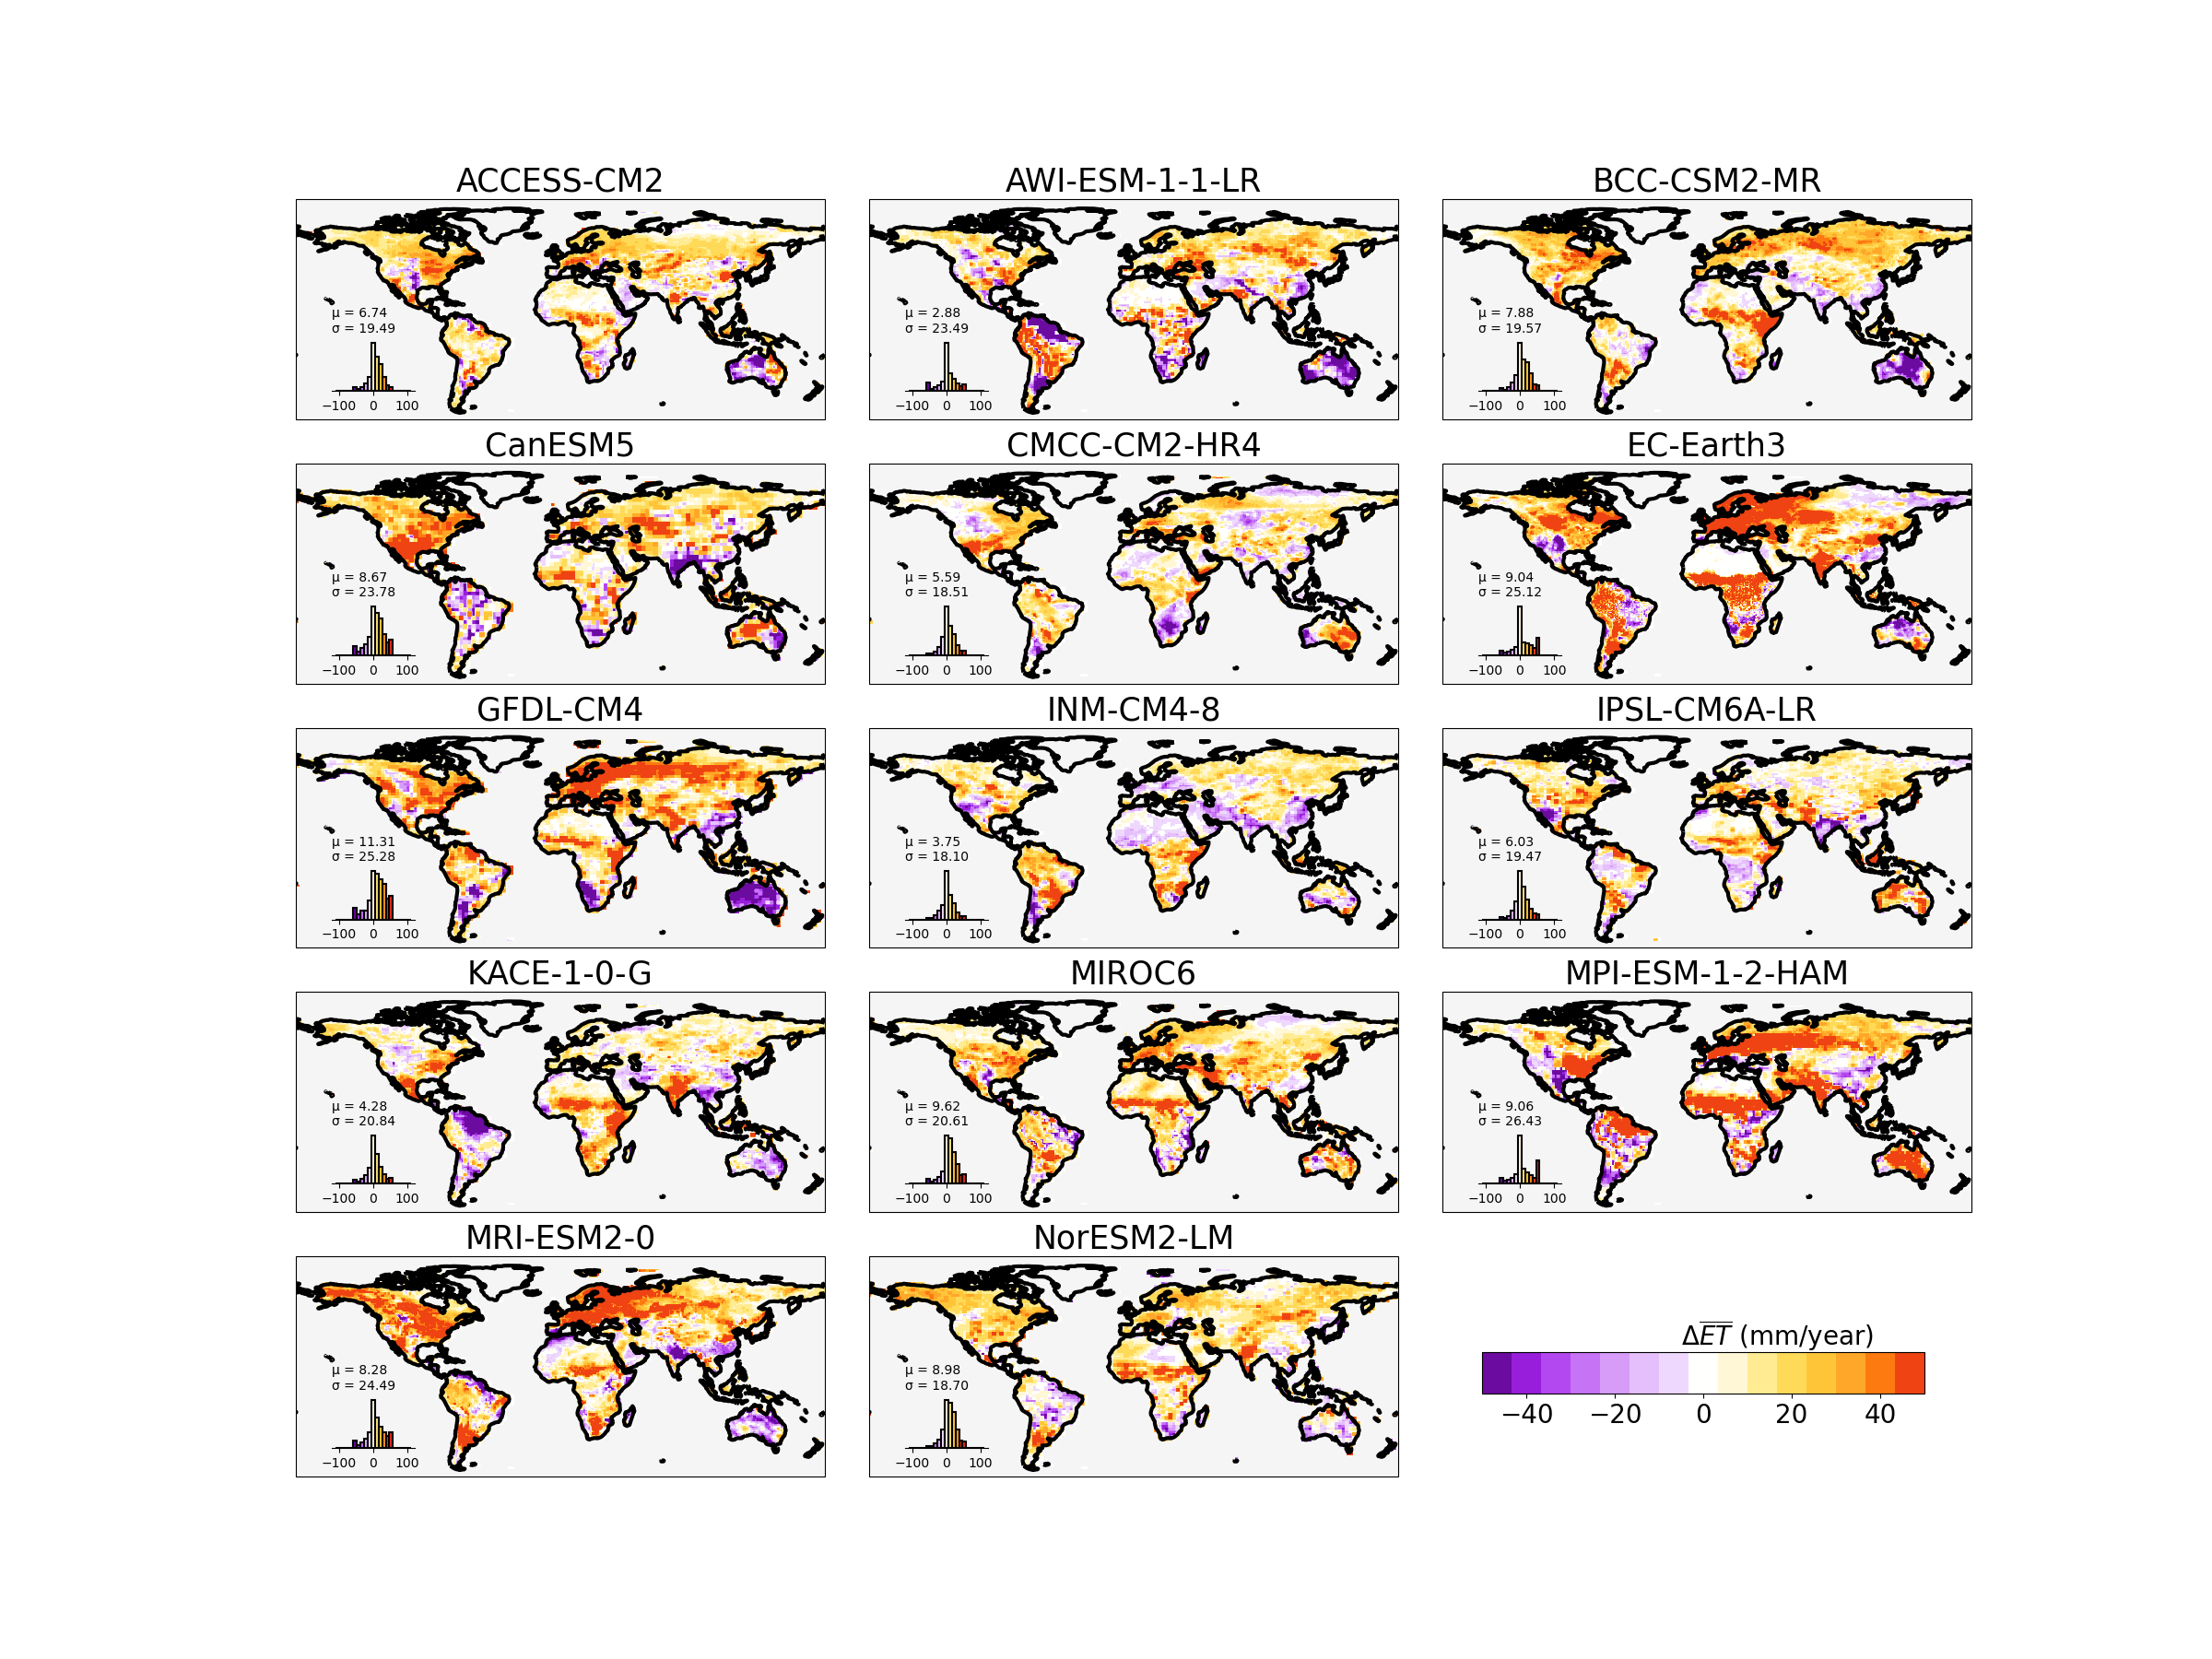 ACCESS-CM2
μ = 6.74
σ = 19.49
−100 0 100
AWI-ESM-1-1-LR
μ = 2.88
σ = 23.49
−100 0 100
BCC-CSM2-MR
μ = 7.88
σ = 19.57
−100 0 100
CanESM5
μ = 8.67
σ = 23.78
−100 0 100
CMCC-CM2-HR4
μ = 5.59
σ = 18.51
−100 0 100
EC-Earth3
μ = 9.04
σ = 25.12
−100 0 100
GFDL-CM4
μ = 11.31
σ = 25.28
−100 0 100
INM-CM4-8
μ = 3.75
σ = 18.10
−100 0 100
IPSL-CM6A-LR
μ = 6.03
σ = 19.47
−100 0 100
KACE-1-0-G
μ = 4.28
σ = 20.84
−100 0 100
MIROC6
μ = 9.62
σ = 20.61
−100 0 100
MPI-ESM-1-2-HAM
μ = 9.06
σ = 26.43
−100 0 100
MRI-ESM2-0
μ = 8.28
σ = 24.49
−100 0 100
NorESM2-LM
μ = 8.98
σ = 18.70
−100 0 100
Δ\overline{ET} (mm/year)
−40 −20 0 20 40